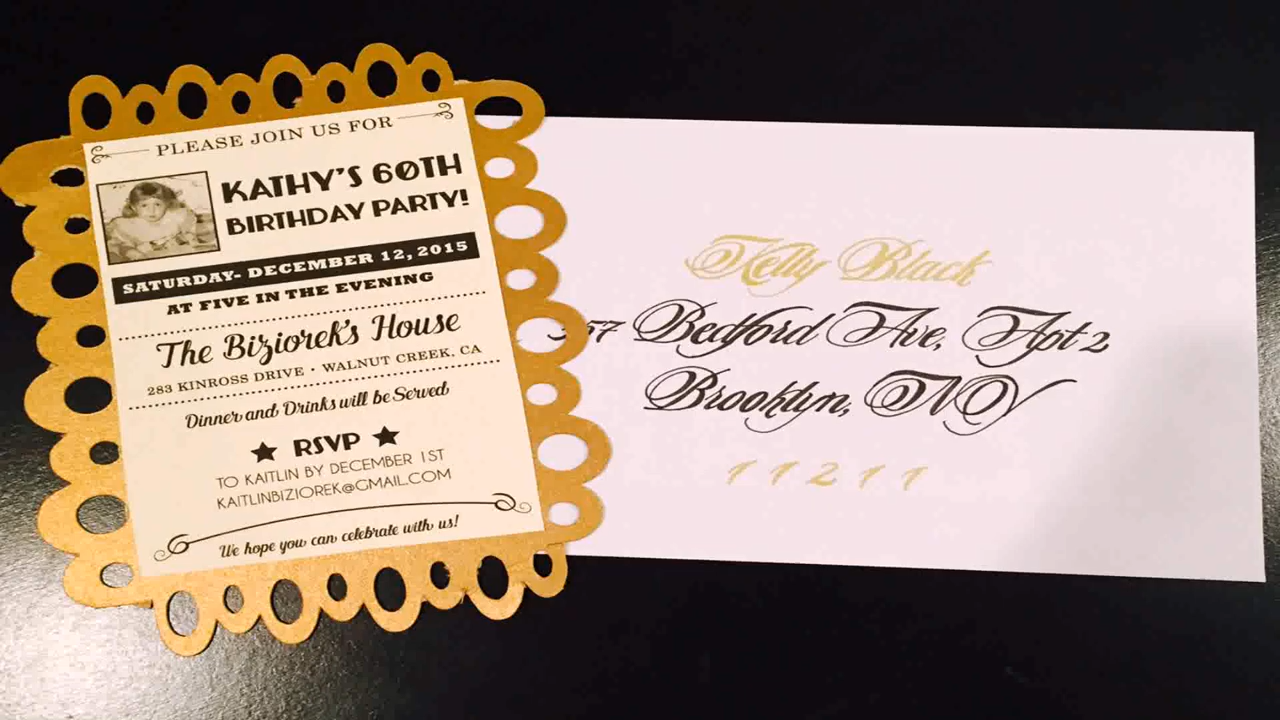 PLEASE JOIN US FOR
KATHY'S 60TH
BIRTHDAY PARTY!
SATURDAY- DECEMBER 12, 2015
AT FIVE IN THE EVENING
The Biziorek's House
283 KINROSS DRIVE • WALNUT CREEK, CA
Dinner and Drinks will be Served
★ RSVP ★
TO KAITLIN BY DECEMBER 1ST
KAITLINBIZIOREK@GMAIL.COM
We hope you can celebrate with us!
Kelly Black
Bedford Ave, Apt 2
Brooklyn, NY
11211